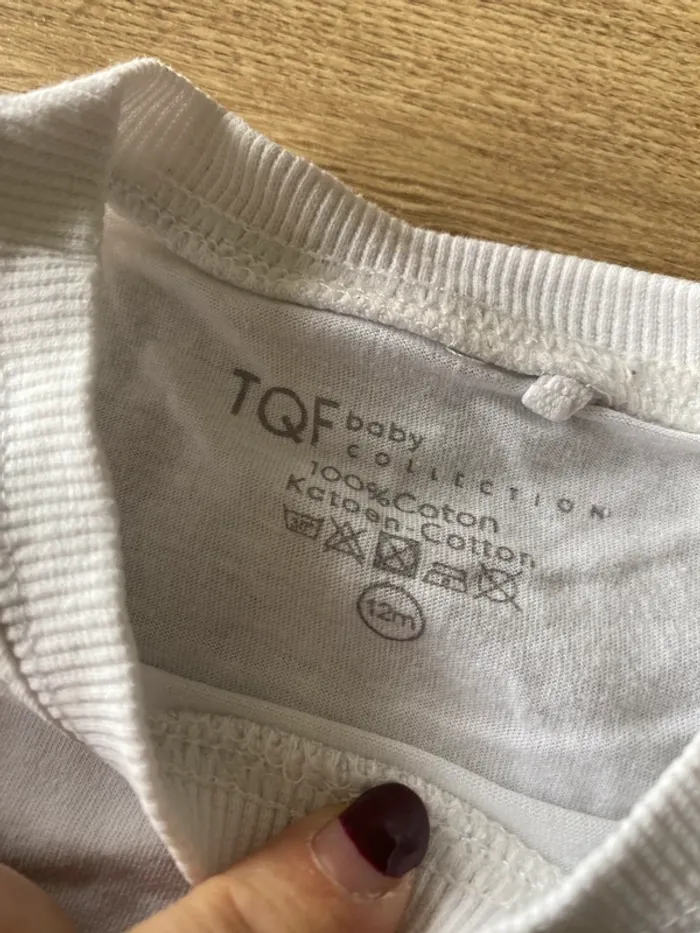 TQF baby
COLLECTION
100%Coton
Katoen-Cotton
12m